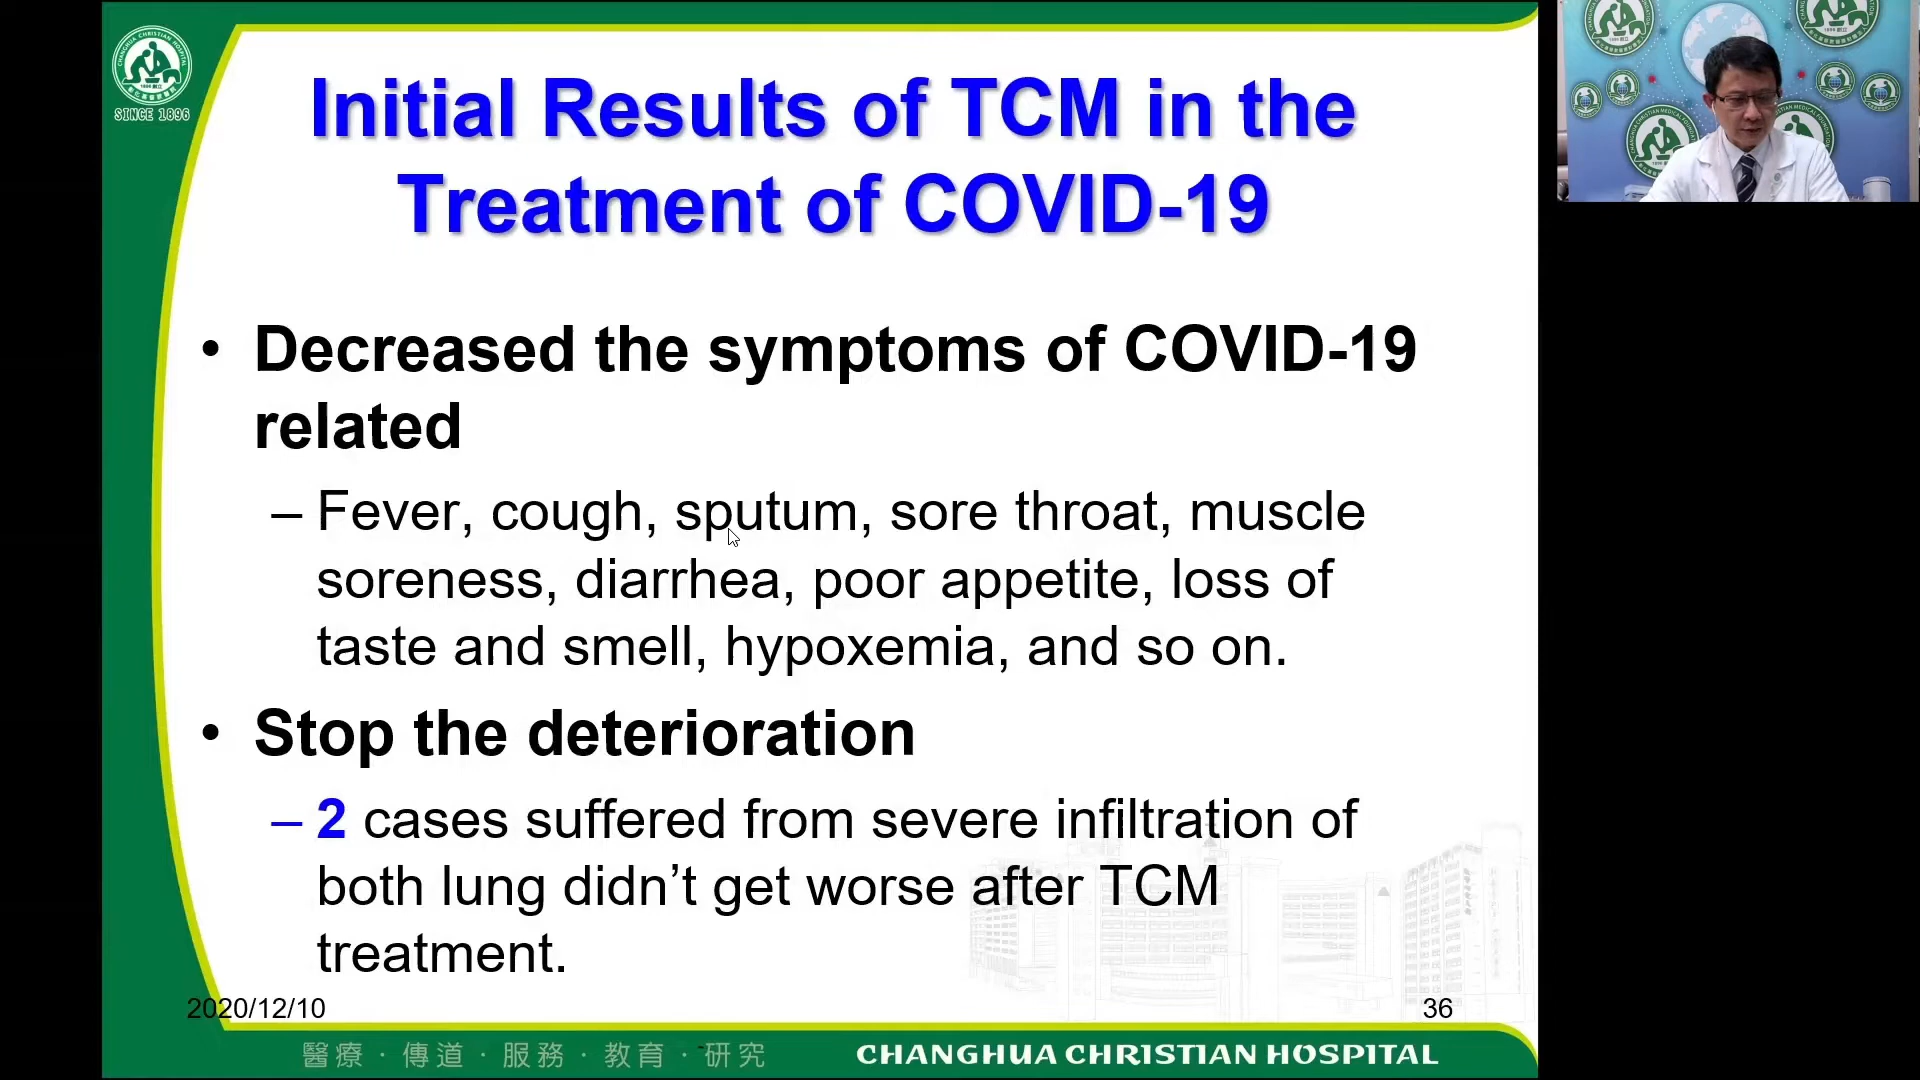 CHANGHUA CHRISTIAN HOSPITAL
SINCE 1896
Initial Results of TCM in the
Treatment of COVID-19
• Decreased the symptoms of COVID-19
related
– Fever, cough, sputum, sore throat, muscle
soreness, diarrhea, poor appetite, loss of
taste and smell, hypoxemia, and so on.
• Stop the deterioration
– 2 cases suffered from severe infiltration of
both lung didn’t get worse after TCM
treatment.
2020/12/10
36
醫療 · 傳道 · 服務 · 教育 · 研究
CHANGHUA CHRISTIAN HOSPITAL